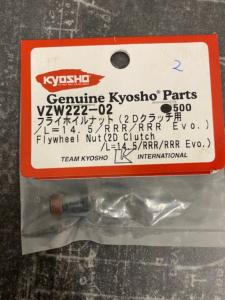 KYOSHO
2
Genuine Kyosho Parts
VZW222-02
500
フライホイルナット(2Dクラッチ用
/L=14.5/RRR/RRR Evo.)
Flywheel Nut(2D Clutch
/L=14.5/RRR/RRR Evo.)
TEAM KYOSHO INTERNATIONAL